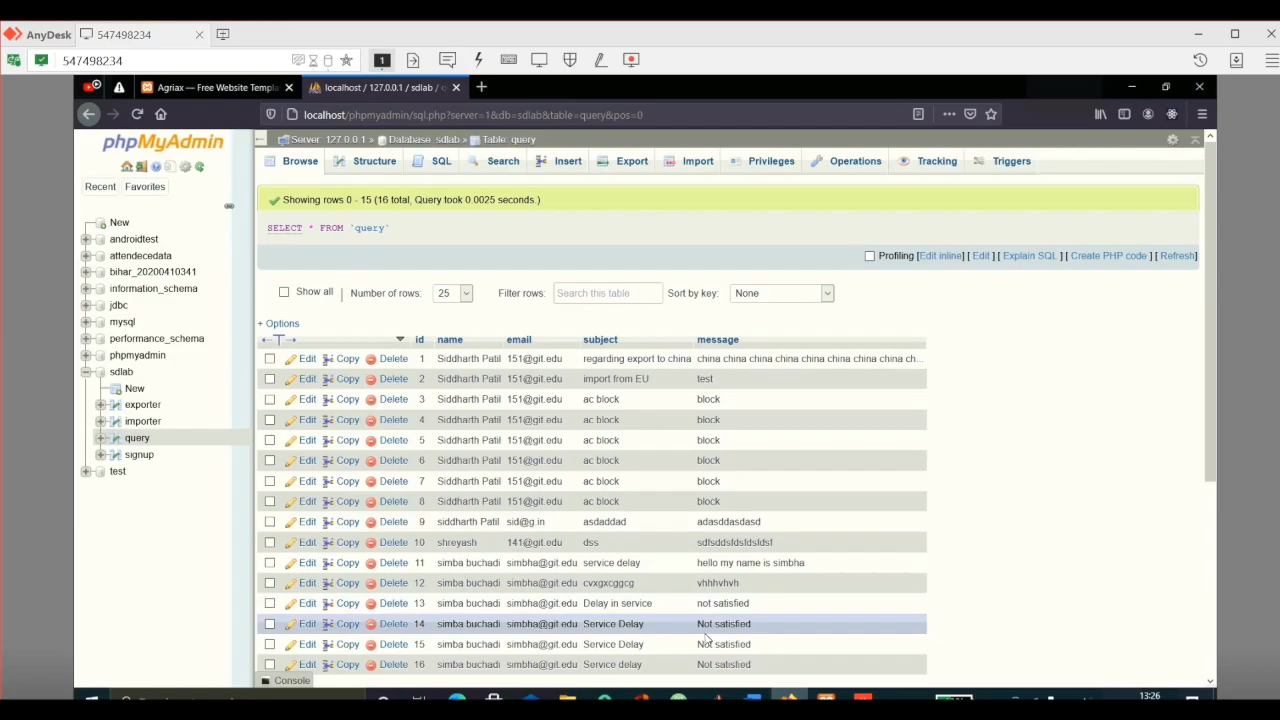 AnyDesk 547498234
547498234 1
Agriax — Free Website Templa localhost / 127.0.0.1 / sdlab / q
localhost/phpmyadmin/sql.php?server=1&db=sdlab&table=query&pos=0
phpMyAdmin
Recent Favorites
New
androidtest
attendecedata
bihar_20200410341
information_schema
jdbc
mysql
performance_schema
phpmyadmin
sdlab
New
exporter
importer
query
signup
test
Server: 127.0.0.1 » Database: sdlab » Table: query
Browse Structure SQL Search Insert Export Import Privileges Operations Tracking Triggers
Showing rows 0 - 15 (16 total, Query took 0.0025 seconds.)
SELECT * FROM `query`
Profiling [Edit inline] [ Edit ] [ Explain SQL ] [ Create PHP code ] [ Refresh]
Show all | Number of rows: 25 Filter rows: Search this table Sort by key: None
+ Options
←T→ id name email subject message
Edit Copy Delete 1 Siddharth Patil 151@git.edu regarding export to china china china china china china china china china ch...
Edit Copy Delete 2 Siddharth Patil 151@git.edu import from EU test
Edit Copy Delete 3 Siddharth Patil 151@git.edu ac block block
Edit Copy Delete 4 Siddharth Patil 151@git.edu ac block block
Edit Copy Delete 5 Siddharth Patil 151@git.edu ac block block
Edit Copy Delete 6 Siddharth Patil 151@git.edu ac block block
Edit Copy Delete 7 Siddharth Patil 151@git.edu ac block block
Edit Copy Delete 8 Siddharth Patil 151@git.edu ac block block
Edit Copy Delete 9 siddharth Patil sid@g.in asdaddad adasddasdasd
Edit Copy Delete 10 shreyash 141@git.edu dss sdfsddsfdsfdsfdsf
Edit Copy Delete 11 simba buchadi simbha@git.edu service delay hello my name is simbha
Edit Copy Delete 12 simba buchadi simbha@git.edu cvxgxcggcg vhhhvhvh
Edit Copy Delete 13 simba buchadi simbha@git.edu Delay in service not satisfied
Edit Copy Delete 14 simba buchadi simbha@git.edu Service Delay Not satisfied
Edit Copy Delete 15 simba buchadi simbha@git.edu Service Delay Not satisfied
Edit Copy Delete 16 simba buchadi simbha@git.edu Service delay Not satisfied
Console
13:26